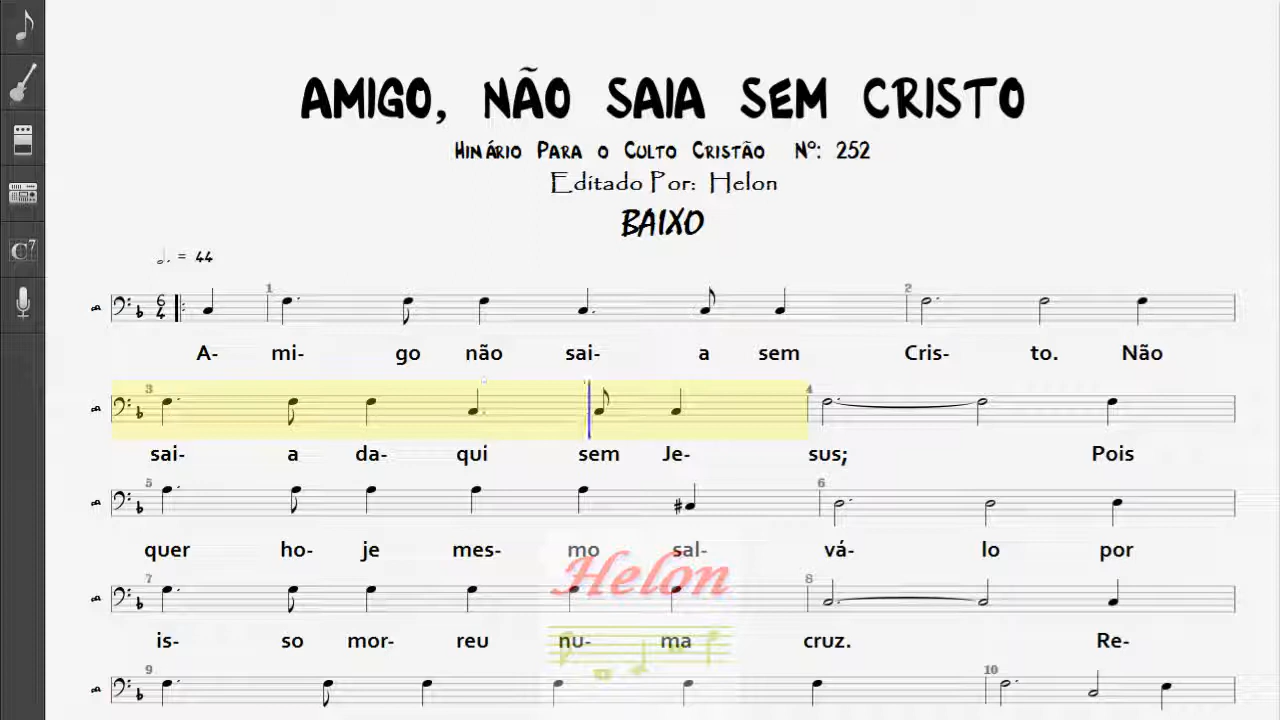 AMIGO, NÃO SAIA SEM CRISTO
Hinário Para o Culto Cristão Nº: 252
Editado Por: Helon
BAIXO
= 44
C7
6
4
1
2
A- mi- go não sai- a sem Cris- to. Não
3
4
sai- a da- qui sem Je- sus; Pois
5
6
quer ho- je mes- mo sal- vá- lo por
Helon
7
8
is- so mor- reu nu- ma cruz. Re-
9
10